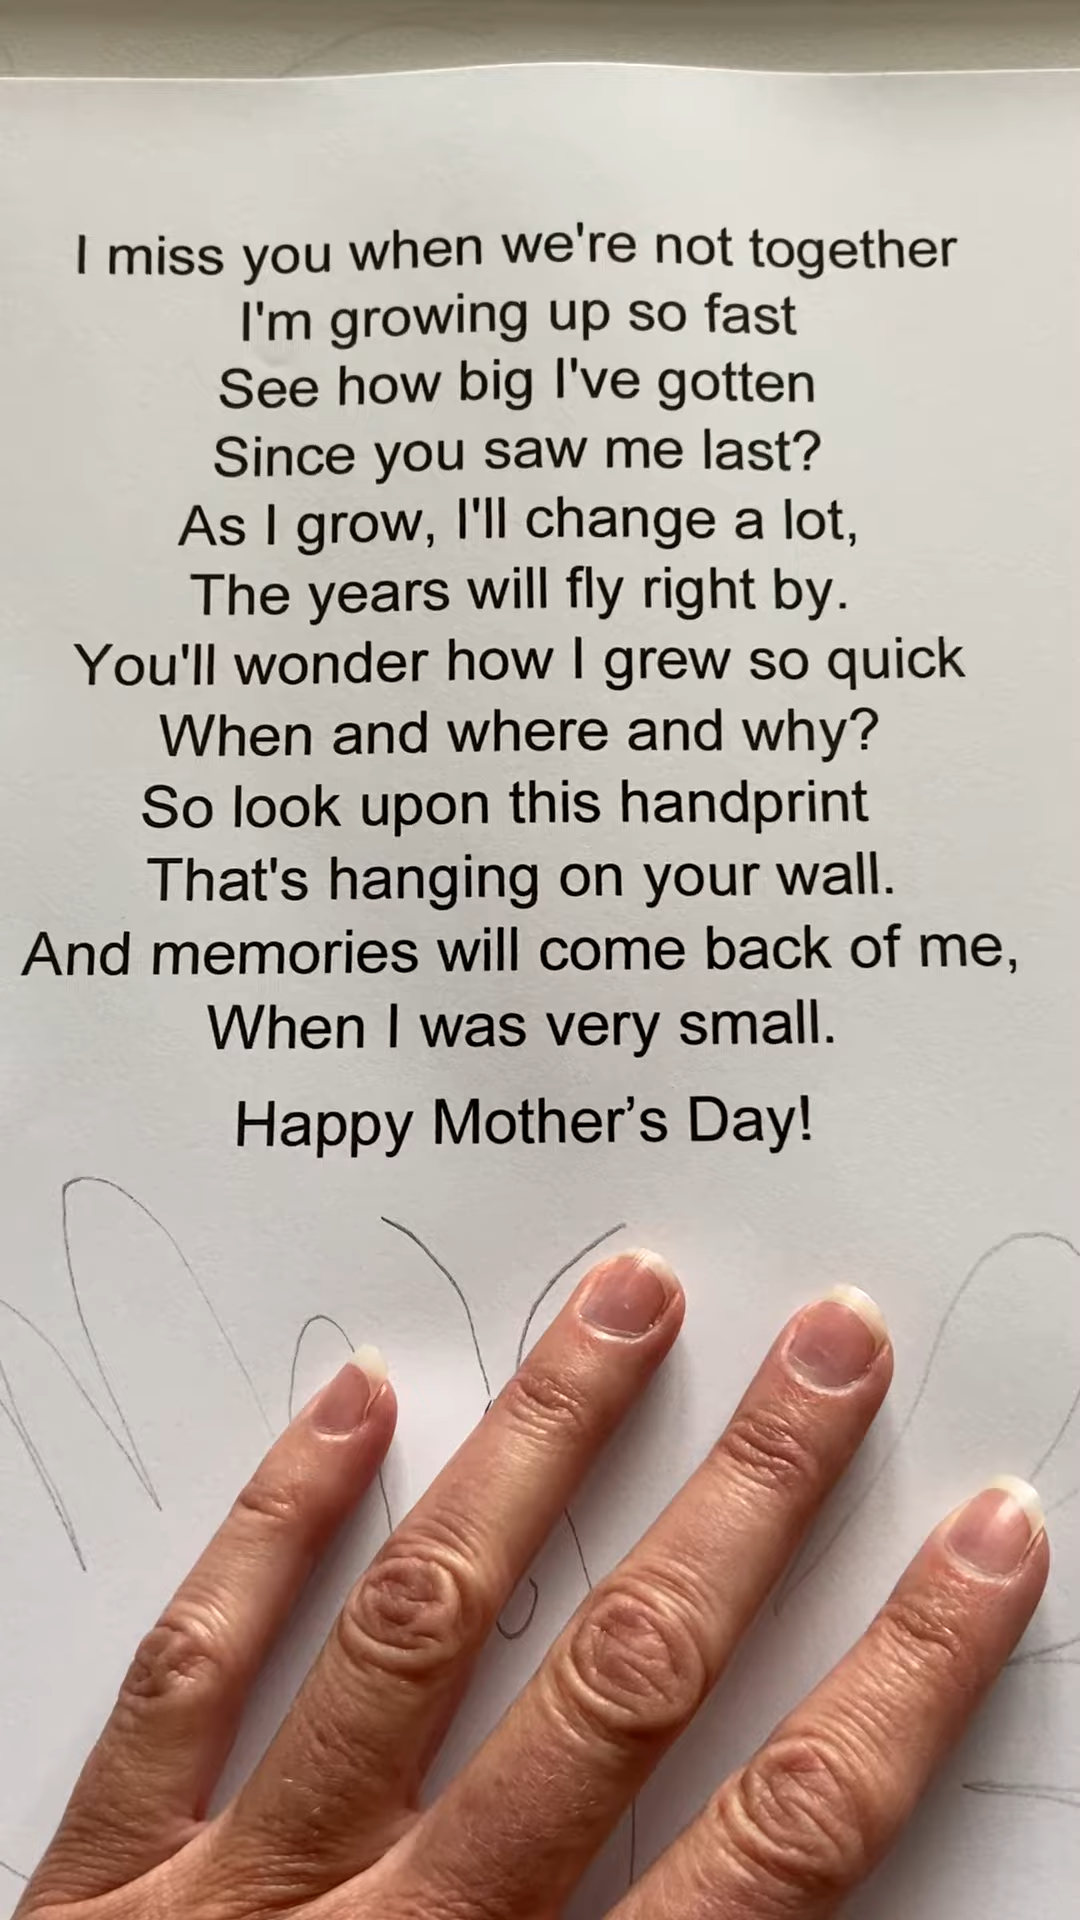 I miss you when we're not together
I'm growing up so fast
See how big I've gotten
Since you saw me last?
As I grow, I'll change a lot,
The years will fly right by.
You'll wonder how I grew so quick
When and where and why?
So look upon this handprint
That's hanging on your wall.
And memories will come back of me,
When I was very small.
Happy Mother’s Day!